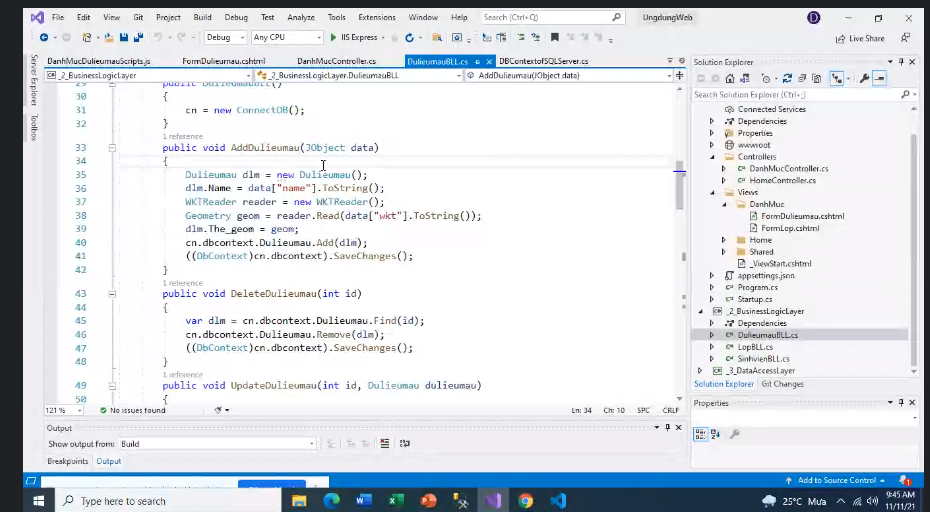 File Edit View Git Project Build Debug Test Analyze Tools Extensions Window Help Search (Ctrl+Q) UngdungWeb D
Debug Any CPU IIS Express Live Share
Server Explorer
Toolbox
DanhMucDulieumauScripts.js FormDulieumau.cshtml DanhMucController.cs DulieumauBLL.cs DBContextofSQLServer.cs
_2_BusinessLogicLayer _2_BusinessLogicLayer.DulieumauBLL AddDulieumau(JObject data)
29 public DulieumauBLL()
30 {
31 cn = new ConnectDB();
32 }
1 reference
33 public void AddDulieumau(JObject data)
34 {
35 Dulieumau dlm = new Dulieumau();
36 dlm.Name = data["name"].ToString();
37 WKTReader reader = new WKTReader();
38 Geometry geom = reader.Read(data["wkt"].ToString());
39 dlm.The_geom = geom;
40 cn.dbcontext.Dulieumau.Add(dlm);
41 ((DbContext)cn.dbcontext).SaveChanges();
42 }
1 reference
43 public void DeleteDulieumau(int id)
44 {
45 var dlm = cn.dbcontext.Dulieumau.Find(id);
46 cn.dbcontext.Dulieumau.Remove(dlm);
47 ((DbContext)cn.dbcontext).SaveChanges();
48 }
1 reference
49 public void UpdateDulieumau(int id, Dulieumau dulieumau)
50 {
121 % No issues found Ln: 34 Ch: 10 SPC CRLF
Output
Show output from: Build
Breakpoints Output
Solution Explorer
Search Solution Explorer (Ctrl+;)
Connected Services
Dependencies
Properties
wwwroot
Controllers
DanhMucController.cs
HomeController.cs
Views
DanhMuc
FormDulieumau.cshtml
FormLop.cshtml
Home
Shared
_ViewStart.cshtml
appsettings.json
Program.cs
Startup.cs
_2_BusinessLogicLayer
Dependencies
DulieumauBLL.cs
LopBLL.cs
SinhvienBLL.cs
_3_DataAccessLayer
Solution Explorer Git Changes
Properties
Add to Source Control
Type here to search
25°C Mưa
9:45 AM
11/11/21